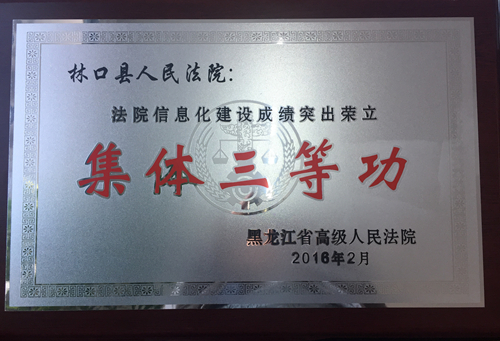 林口县人民法院：
法院信息化建设成绩突出荣立
集体三等功
黑龙江省高级人民法院
2016年2月